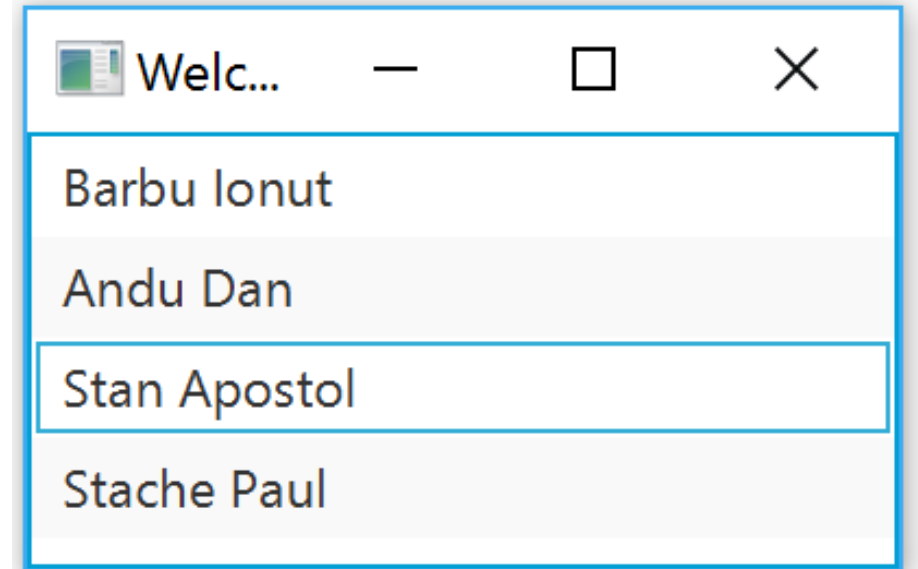 Welc...
Barbu Ionut
Andu Dan
Stan Apostol
Stache Paul